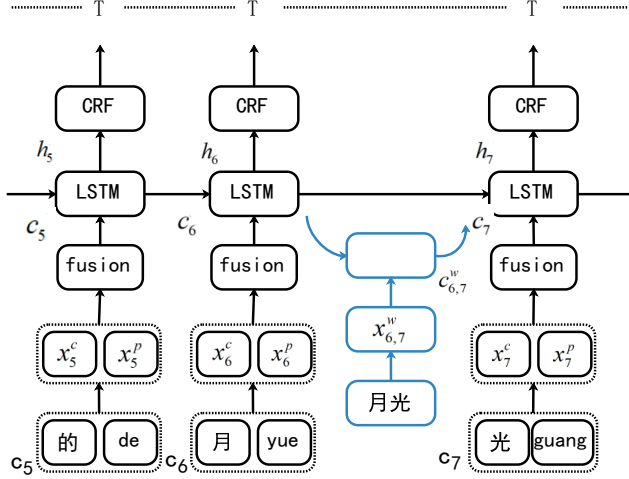 T T T
CRF CRF CRF
h₅ h₆ h₇
LSTM LSTM LSTM
c₅ c₆ c₇
fusion fusion fusion
c^w_{6,7}
x^c_5 x^p_5 x^c_6 x^p_6 x^w_{6,7} x^c_7 x^p_7
月光
的 de 月 yue 光 guang
c5 c6 c7